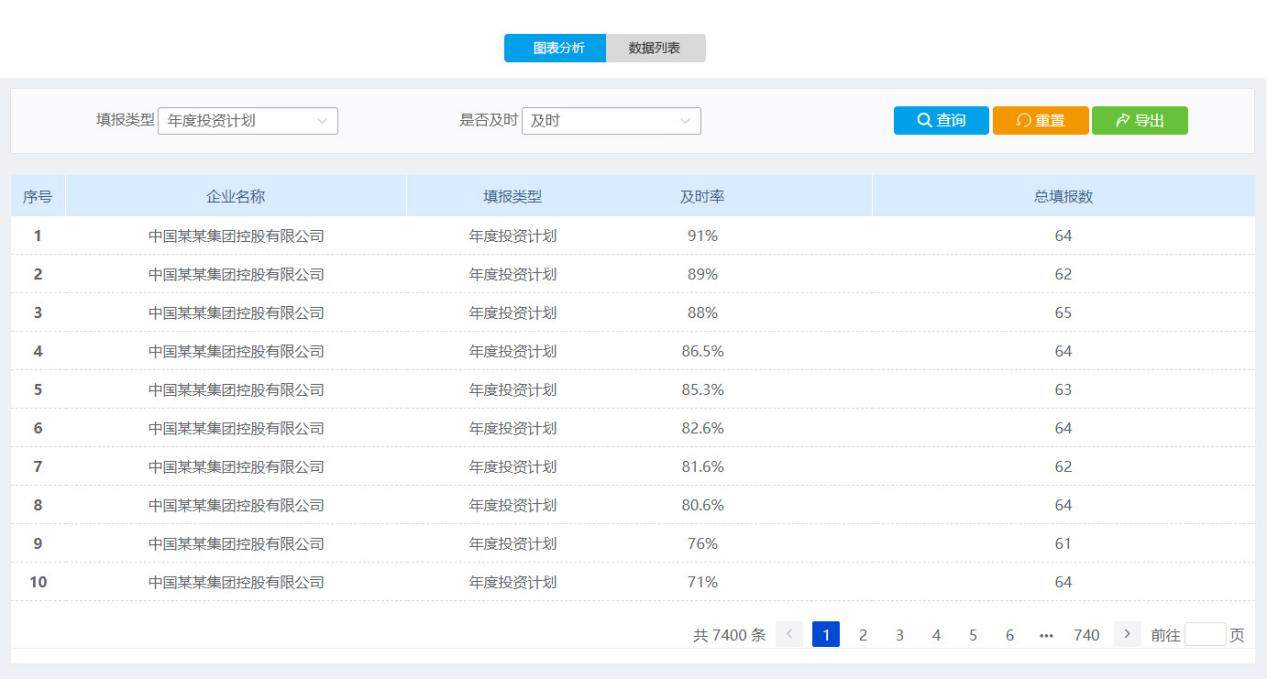 图表分析 数据列表
填报类型 年度投资计划 是否及时 及时 查询 重置 导出
序号 企业名称 填报类型 及时率 总填报数
1 中国某某集团控股有限公司 年度投资计划 91% 64
2 中国某某集团控股有限公司 年度投资计划 89% 62
3 中国某某集团控股有限公司 年度投资计划 88% 65
4 中国某某集团控股有限公司 年度投资计划 86.5% 64
5 中国某某集团控股有限公司 年度投资计划 85.3% 63
6 中国某某集团控股有限公司 年度投资计划 82.6% 64
7 中国某某集团控股有限公司 年度投资计划 81.6% 62
8 中国某某集团控股有限公司 年度投资计划 80.6% 64
9 中国某某集团控股有限公司 年度投资计划 76% 61
10 中国某某集团控股有限公司 年度投资计划 71% 64
共 7400 条 < 1 2 3 4 5 6 ••• 740 > 前往 页